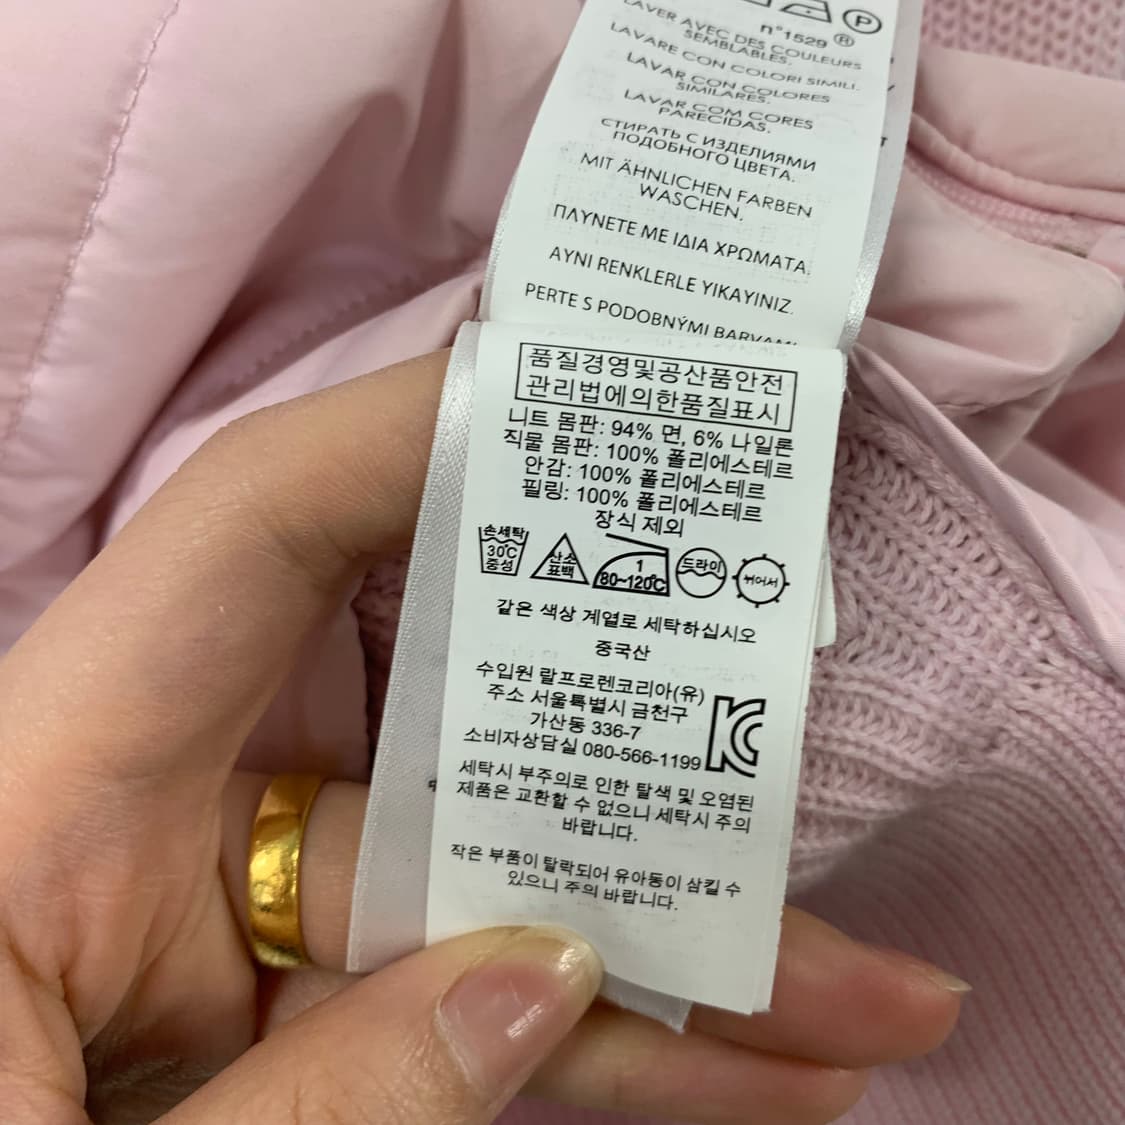 P
n°1529 ®
LAVER AVEC DES COULEURS
SEMBLABLES.
LAVARE CON COLORI SIMILI.
LAVAR CON COLORES
SIMILARES.
LAVAR COM CORES
PARECIDAS.
СТИРАТЬ С ИЗДЕЛИЯМИ
ПОДОБНОГО ЦВЕТА.
MIT ÄHNLICHEN FARBEN
WASCHEN.
ΠΛΥΝΕΤΕ ΜΕ ΙΔΙΑ ΧΡΩΜΑΤΑ.
AYNI RENKLERLE YIKAYINIZ.
PERTE S PODOBNÝMI BARVAMI
품질경영및공산품안전
관리법에의한품질표시
니트 몸판: 94% 면, 6% 나일론
직물 몸판: 100% 폴리에스테르
안감: 100% 폴리에스테르
필링: 100% 폴리에스테르
장식 제외
손세탁
30℃
중성
산소
표백
1
80~120℃
드라이
뉘어서
같은 색상 계열로 세탁하십시오
중국산
수입원 랄프로렌코리아(유)
주소 서울특별시 금천구
가산동 336-7
소비자상담실 080-566-1199
KC
세탁시 부주의로 인한 탈색 및 오염된
제품은 교환할 수 없으니 세탁시 주의
바랍니다.
작은 부품이 탈락되어 유아동이 삼킬 수
있으니 주의 바랍니다.